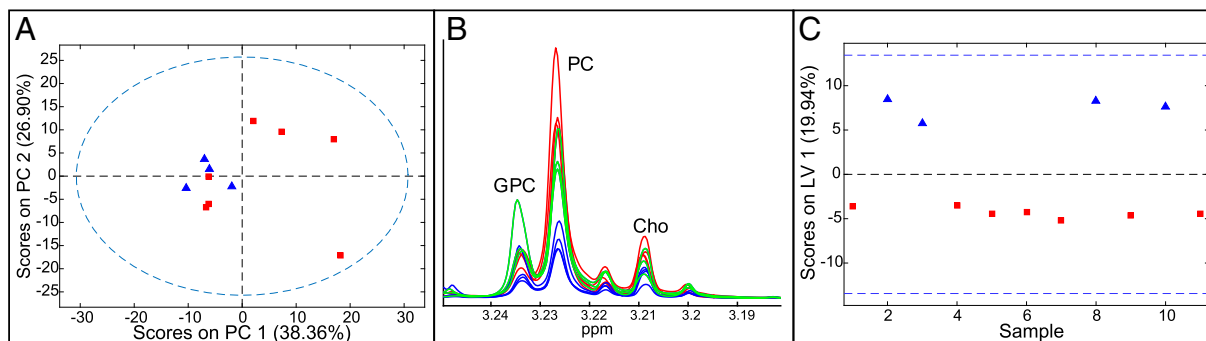 A
Scores on PC 2 (26.90%)
25
20
15
10
5
0
-5
-10
-15
-20
-25
-30 -20 -10 0 10 20 30
Scores on PC 1 (38.36%)
B
PC
GPC
Cho
3.24 3.23 3.22 3.21 3.2 3.19
ppm
C
Scores on LV 1 (19.94%)
10
5
0
-5
-10
2 4 6 8 10
Sample